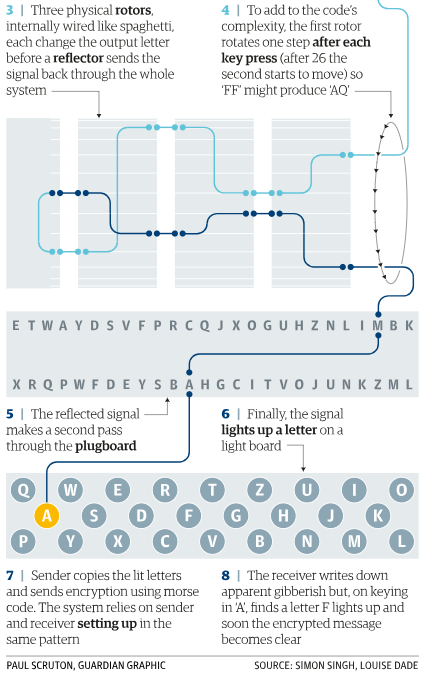 3 | Three physical rotors,
internally wired like spaghetti,
each change the output letter
before a reflector sends the
signal back through the whole
system
4 | To add to the code's
complexity, the first rotor
rotates one step after each
key press (after 26 the
second starts to move) so
'FF' might produce 'AQ'
E T W A Y D S V F P R C Q J X O G U H Z N L I M B K
X R Q P W F D E Y S B A H G C I T V O J U N K Z M L
5 | The reflected signal
makes a second pass
through the plugboard
6 | Finally, the signal
lights up a letter on a
light board
Q W E R T Z U I O
A S D F G H J K
P Y X C V B N M L
7 | Sender copies the lit letters
and sends encryption using morse
code. The system relies on sender
and receiver setting up in the
same pattern
8 | The receiver writes down
apparent gibberish but, on keying
in 'A', finds a letter F lights up and
soon the encrypted message
becomes clear
PAUL SCRUTON, GUARDIAN GRAPHIC
SOURCE: SIMON SINGH, LOUISE DADE